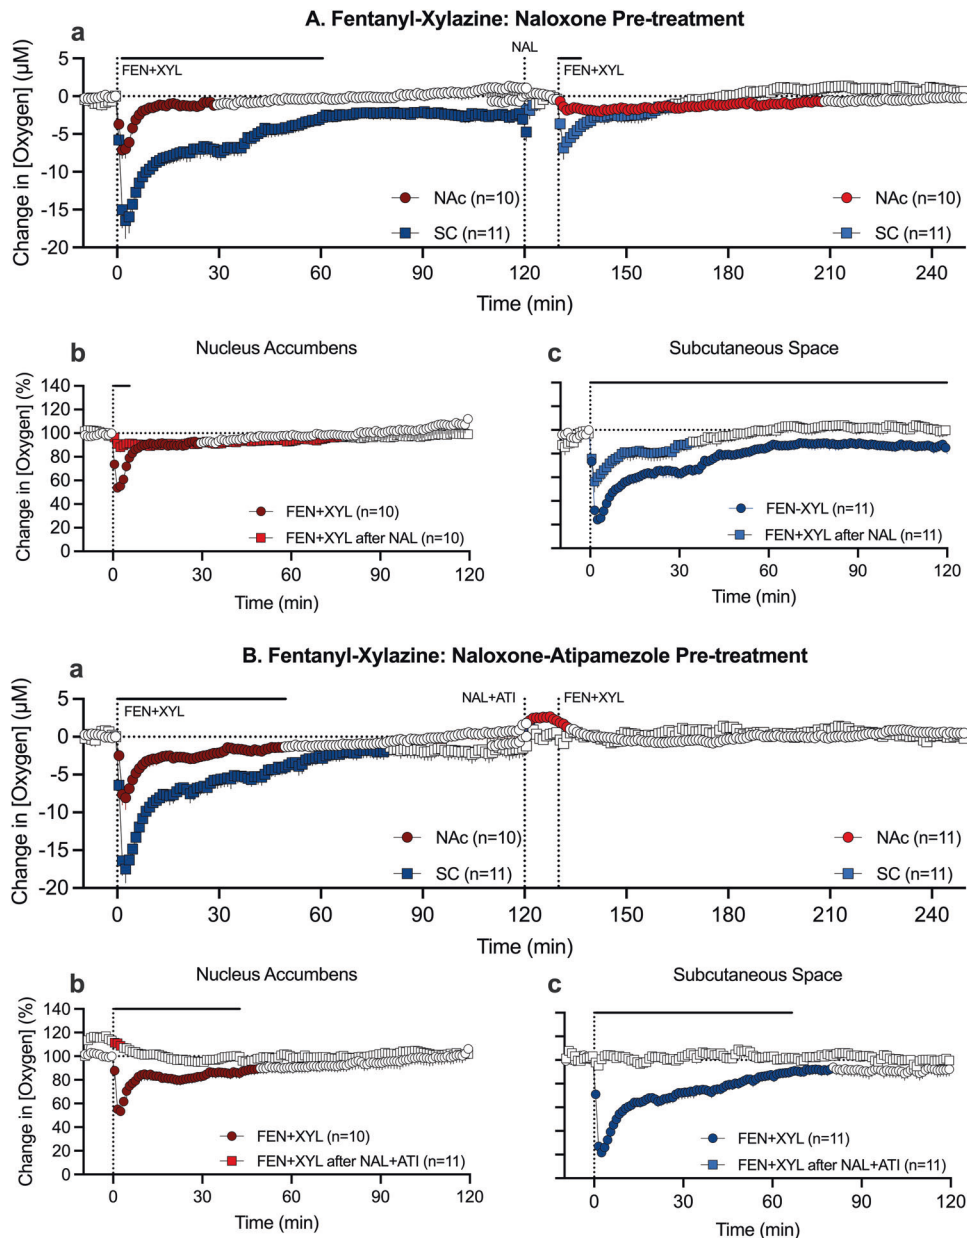 A. Fentanyl-Xylazine: Naloxone Pre-treatment
a
NAL
FEN+XYL
FEN+XYL
Change in [Oxygen] (μM)
5
0
-5
-10
-15
-20
NAc (n=10)
SC (n=11)
NAc (n=10)
SC (n=11)
0 30 60 90 120 150 180 210 240
Time (min)
b
Nucleus Accumbens
Change in [Oxygen] (%)
140
120
100
80
60
40
20
0
FEN+XYL (n=10)
FEN+XYL after NAL (n=10)
0 30 60 90 120
Time (min)
c
Subcutaneous Space
FEN-XYL (n=11)
FEN+XYL after NAL (n=11)
0 30 60 90 120
Time (min)
B. Fentanyl-Xylazine: Naloxone-Atipamezole Pre-treatment
a
FEN+XYL
NAL+ATI
FEN+XYL
Change in [Oxygen] (μM)
5
0
-5
-10
-15
-20
NAc (n=10)
SC (n=11)
NAc (n=11)
SC (n=11)
0 30 60 90 120 150 180 210 240
Time (min)
b
Nucleus Accumbens
Change in [Oxygen] (%)
140
120
100
80
60
40
20
0
FEN+XYL (n=10)
FEN+XYL after NAL+ATI (n=11)
0 30 60 90 120
Time (min)
c
Subcutaneous Space
FEN+XYL (n=11)
FEN+XYL after NAL+ATI (n=11)
0 30 60 90 120
Time (min)